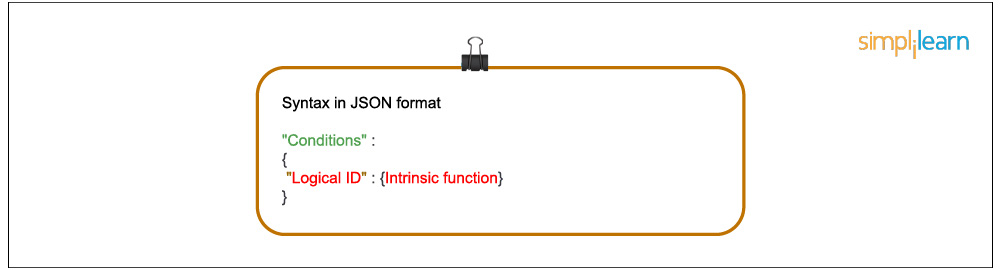 simplilearn
Syntax in JSON format
"Conditions" :
{
"Logical ID" : {Intrinsic function}
}